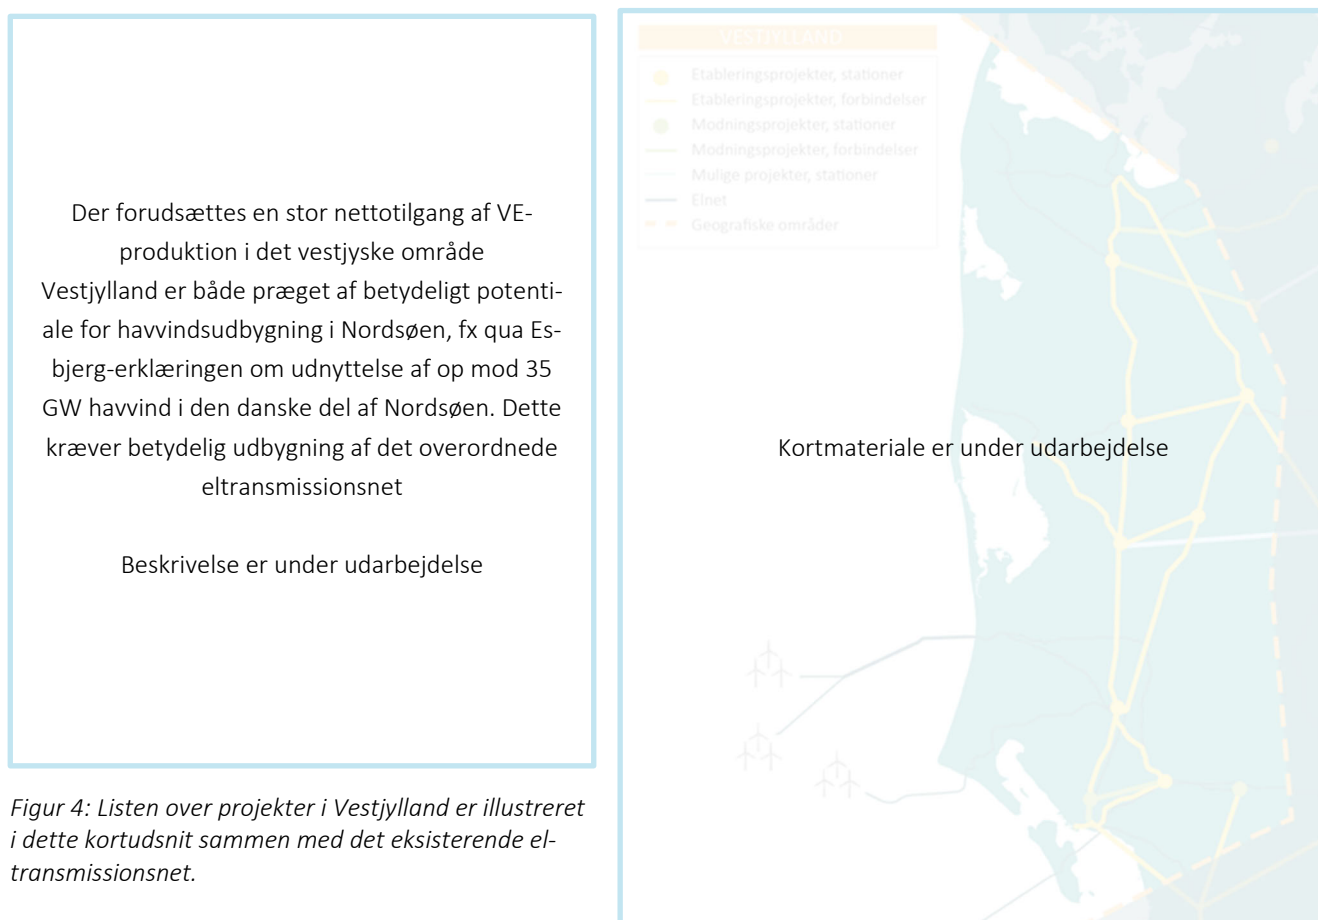 Der forudsættes en stor nettotilgang af VE-
produktion i det vestjyske område
Vestjylland er både præget af betydeligt potenti-
ale for havvindsudbygning i Nordsøen, fx qua Es-
bjerg-erklæringen om udnyttelse af op mod 35
GW havvind i den danske del af Nordsøen. Dette
kræver betydelig udbygning af det overordnede
eltransmissionsnet
Beskrivelse er under udarbejdelse
Figur 4: Listen over projekter i Vestjylland er illustreret
i dette kortudsnit sammen med det eksisterende el-
transmissionsnet.
VESTJYLLAND
Etableringsprojekter, stationer
Etableringsprojekter, forbindelser
Modningsprojekter, stationer
Modningsprojekter, forbindelser
Mulige projekter, stationer
Elnet
Geografiske områder
Kortmateriale er under udarbejdelse